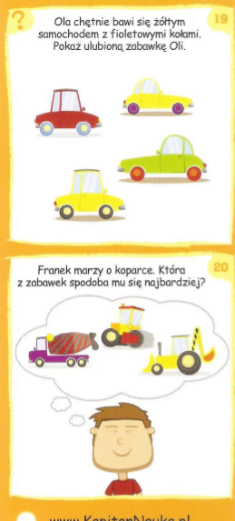 ?
19
Ola chętnie bawi się żółtym
samochodem z fioletowymi kołami.
Pokaż ulubioną zabawkę Oli.
20
Franek marzy o koparce. Która
z zabawek spodoba mu się najbardziej?
www.KapitanNauka.pl